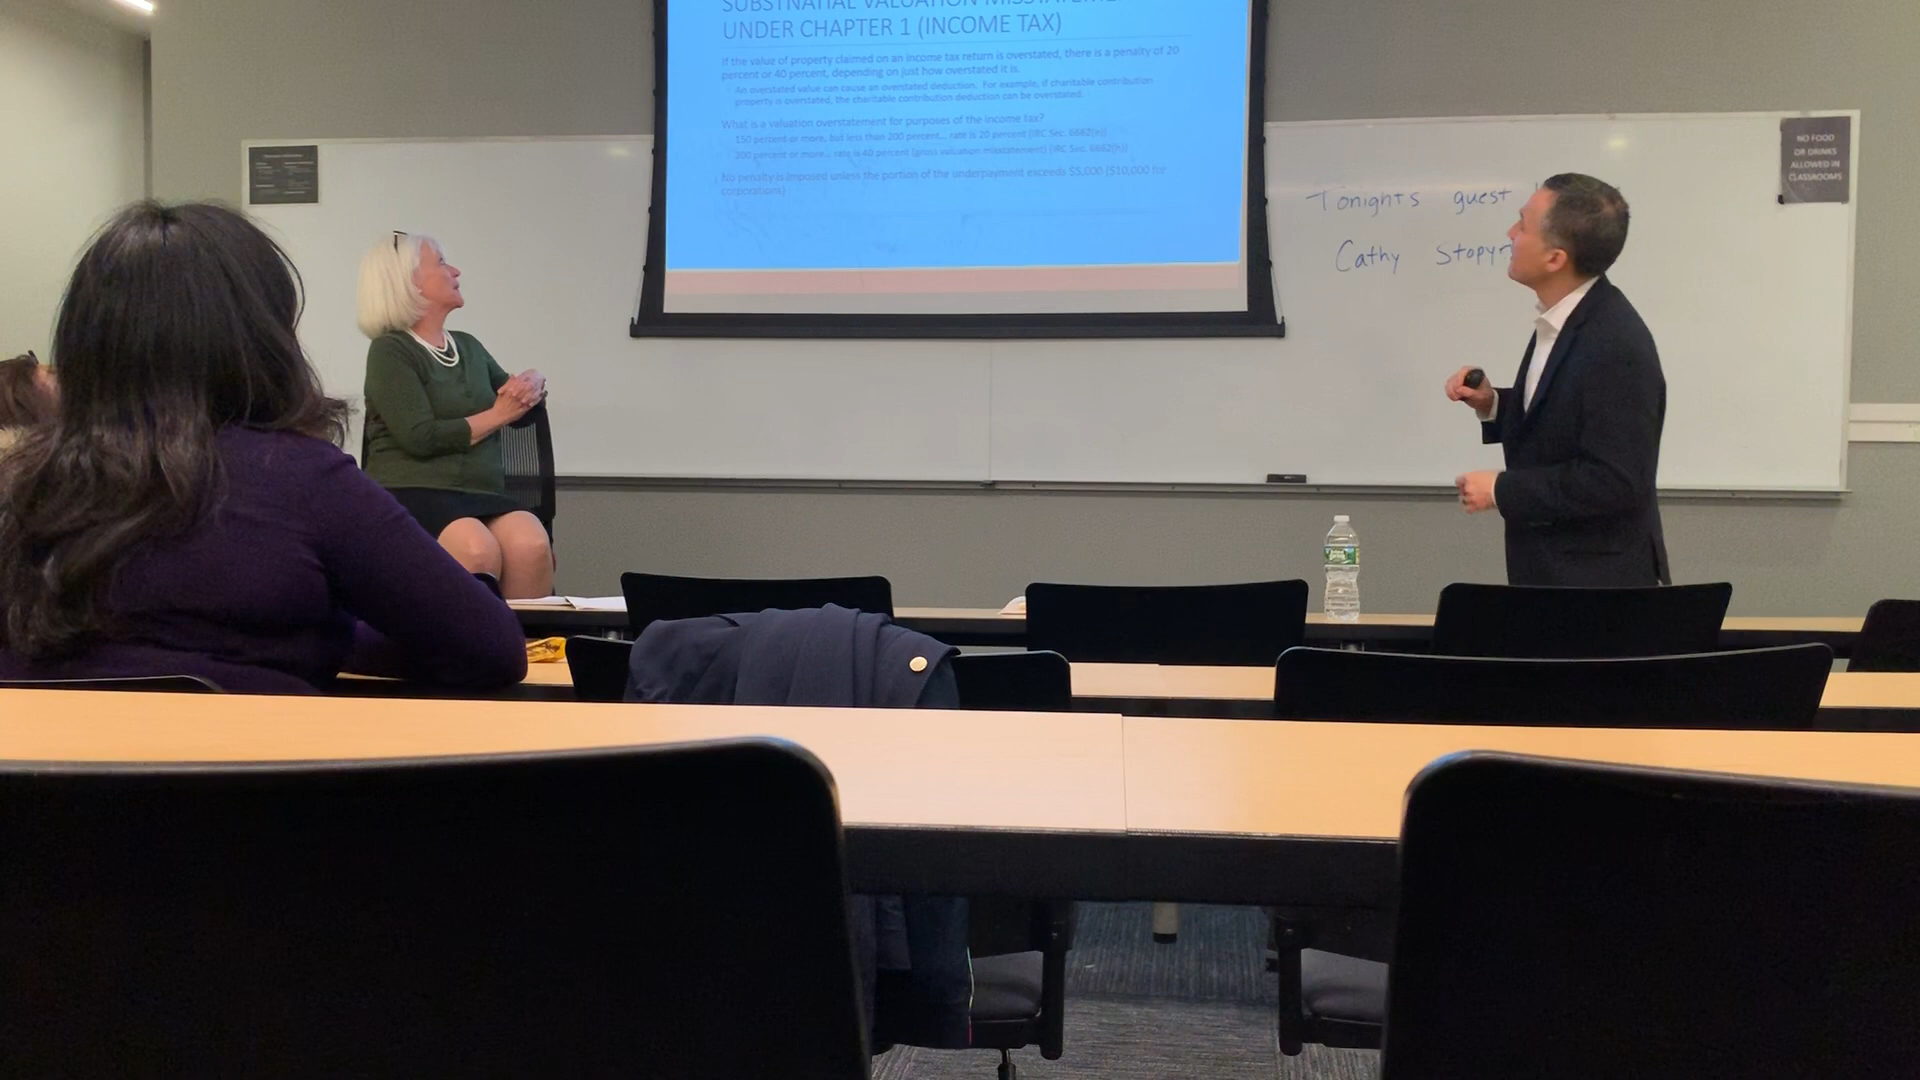 SUBSTNATIAL VALUATION
UNDER CHAPTER 1 (INCOME TAX)
If the value of property claimed on an income tax return is overstated, there is a penalty of 20
percent or 40 percent, depending on just how overstated it is.
An overstated value can cause an overstated deduction. For example, if charitable contribution
property is overstated, the charitable contribution deduction can be overstated.
What is a valuation overstatement for purposes of the income tax?
150 percent or more, but less than 200 percent... rate is 20 percent (IRC Sec. 6662(e))
200 percent or more... rate is 40 percent (gross valuation misstatement) (IRC Sec. 6662(h))
No penalty is imposed unless the portion of the underpayment exceeds $5,000 ($10,000 for
corporations)
Tonights guest
Cathy
NO FOOD
OR DRINKS
ALLOWED IN
CLASSROOMS